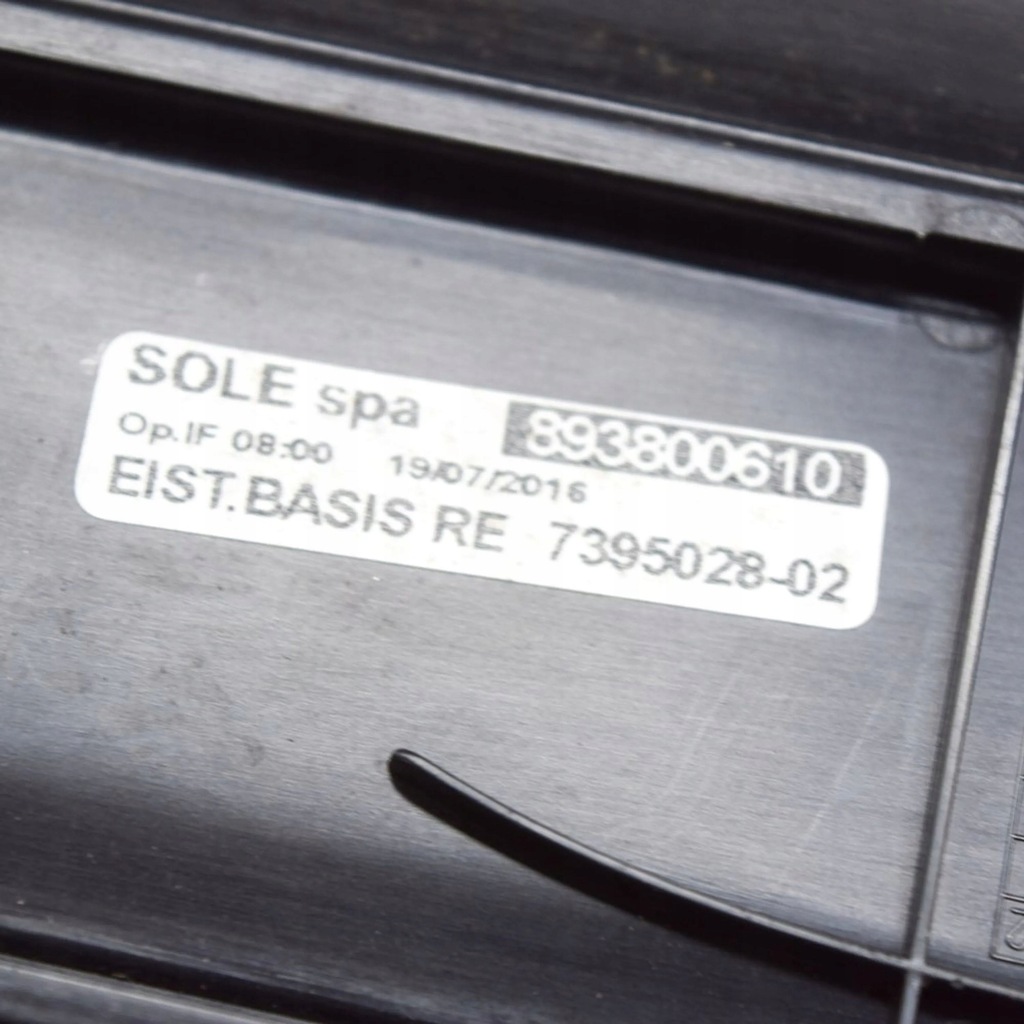 SOLE spa 893800610
Op.IF 08:00 19/07/2016
EIST.BASIS RE 7395028-02